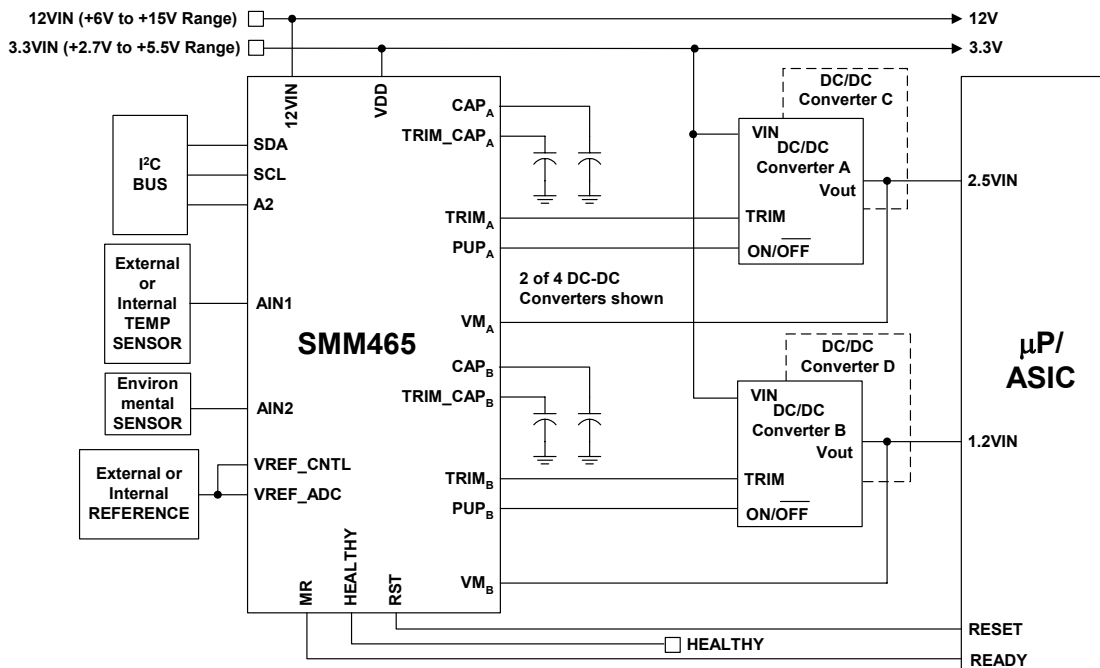 12VIN (+6V to +15V Range)
12V
3.3VIN (+2.7V to +5.5V Range)
3.3V
12VIN
VDD
CAPA
TRIM_CAPA
DC/DC
Converter C
VIN
DC/DC
Converter A
Vout
TRIM
ON/OFF
I²C
BUS
SDA
SCL
A2
TRIMA
PUPA
2.5VIN
2 of 4 DC-DC
Converters shown
External
or
Internal
TEMP
SENSOR
AIN1
VMA
SMM465
μP/
ASIC
DC/DC
Converter D
CAPB
TRIM_CAPB
VIN
DC/DC
Converter B
Vout
TRIM
ON/OFF
Environ
mental
SENSOR
AIN2
1.2VIN
External or
Internal
REFERENCE
VREF_CNTL
VREF_ADC
TRIMB
PUPB
VMB
MR
HEALTHY
RST
RESET
HEALTHY
READY